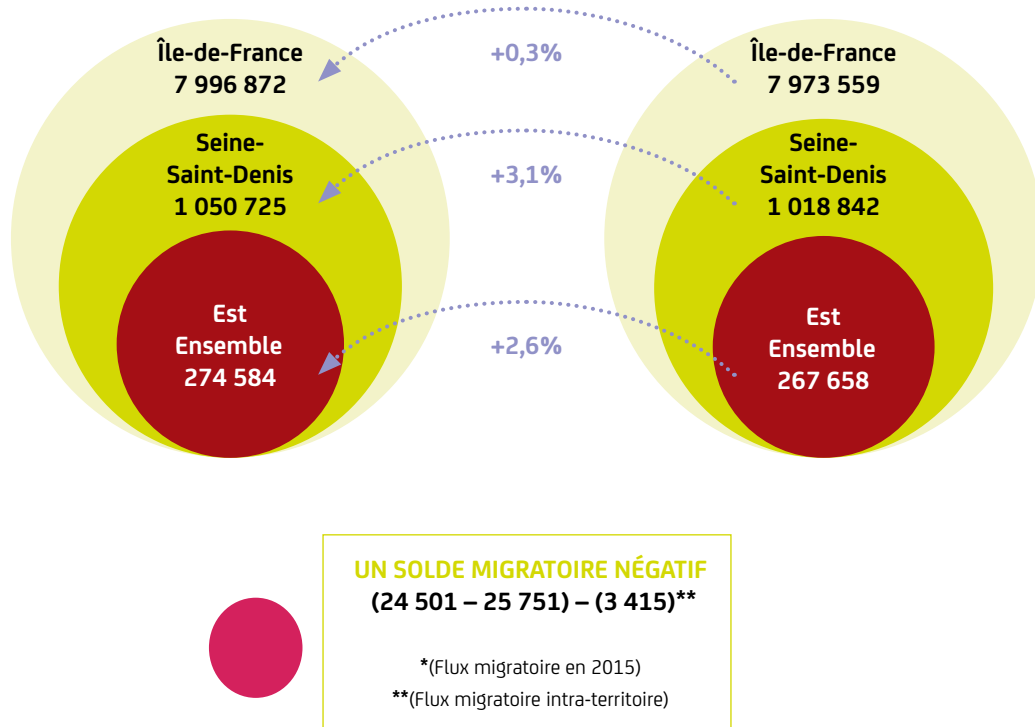 Île-de-France
7 996 872
Seine-
Saint-Denis
1 050 725
Est
Ensemble
274 584
+0,3%
+3,1%
+2,6%
Île-de-France
7 973 559
Seine-
Saint-Denis
1 018 842
Est
Ensemble
267 658
UN SOLDE MIGRATOIRE NÉGATIF
(24 501 – 25 751) – (3 415)**
*(Flux migratoire en 2015)
**(Flux migratoire intra-territoire)